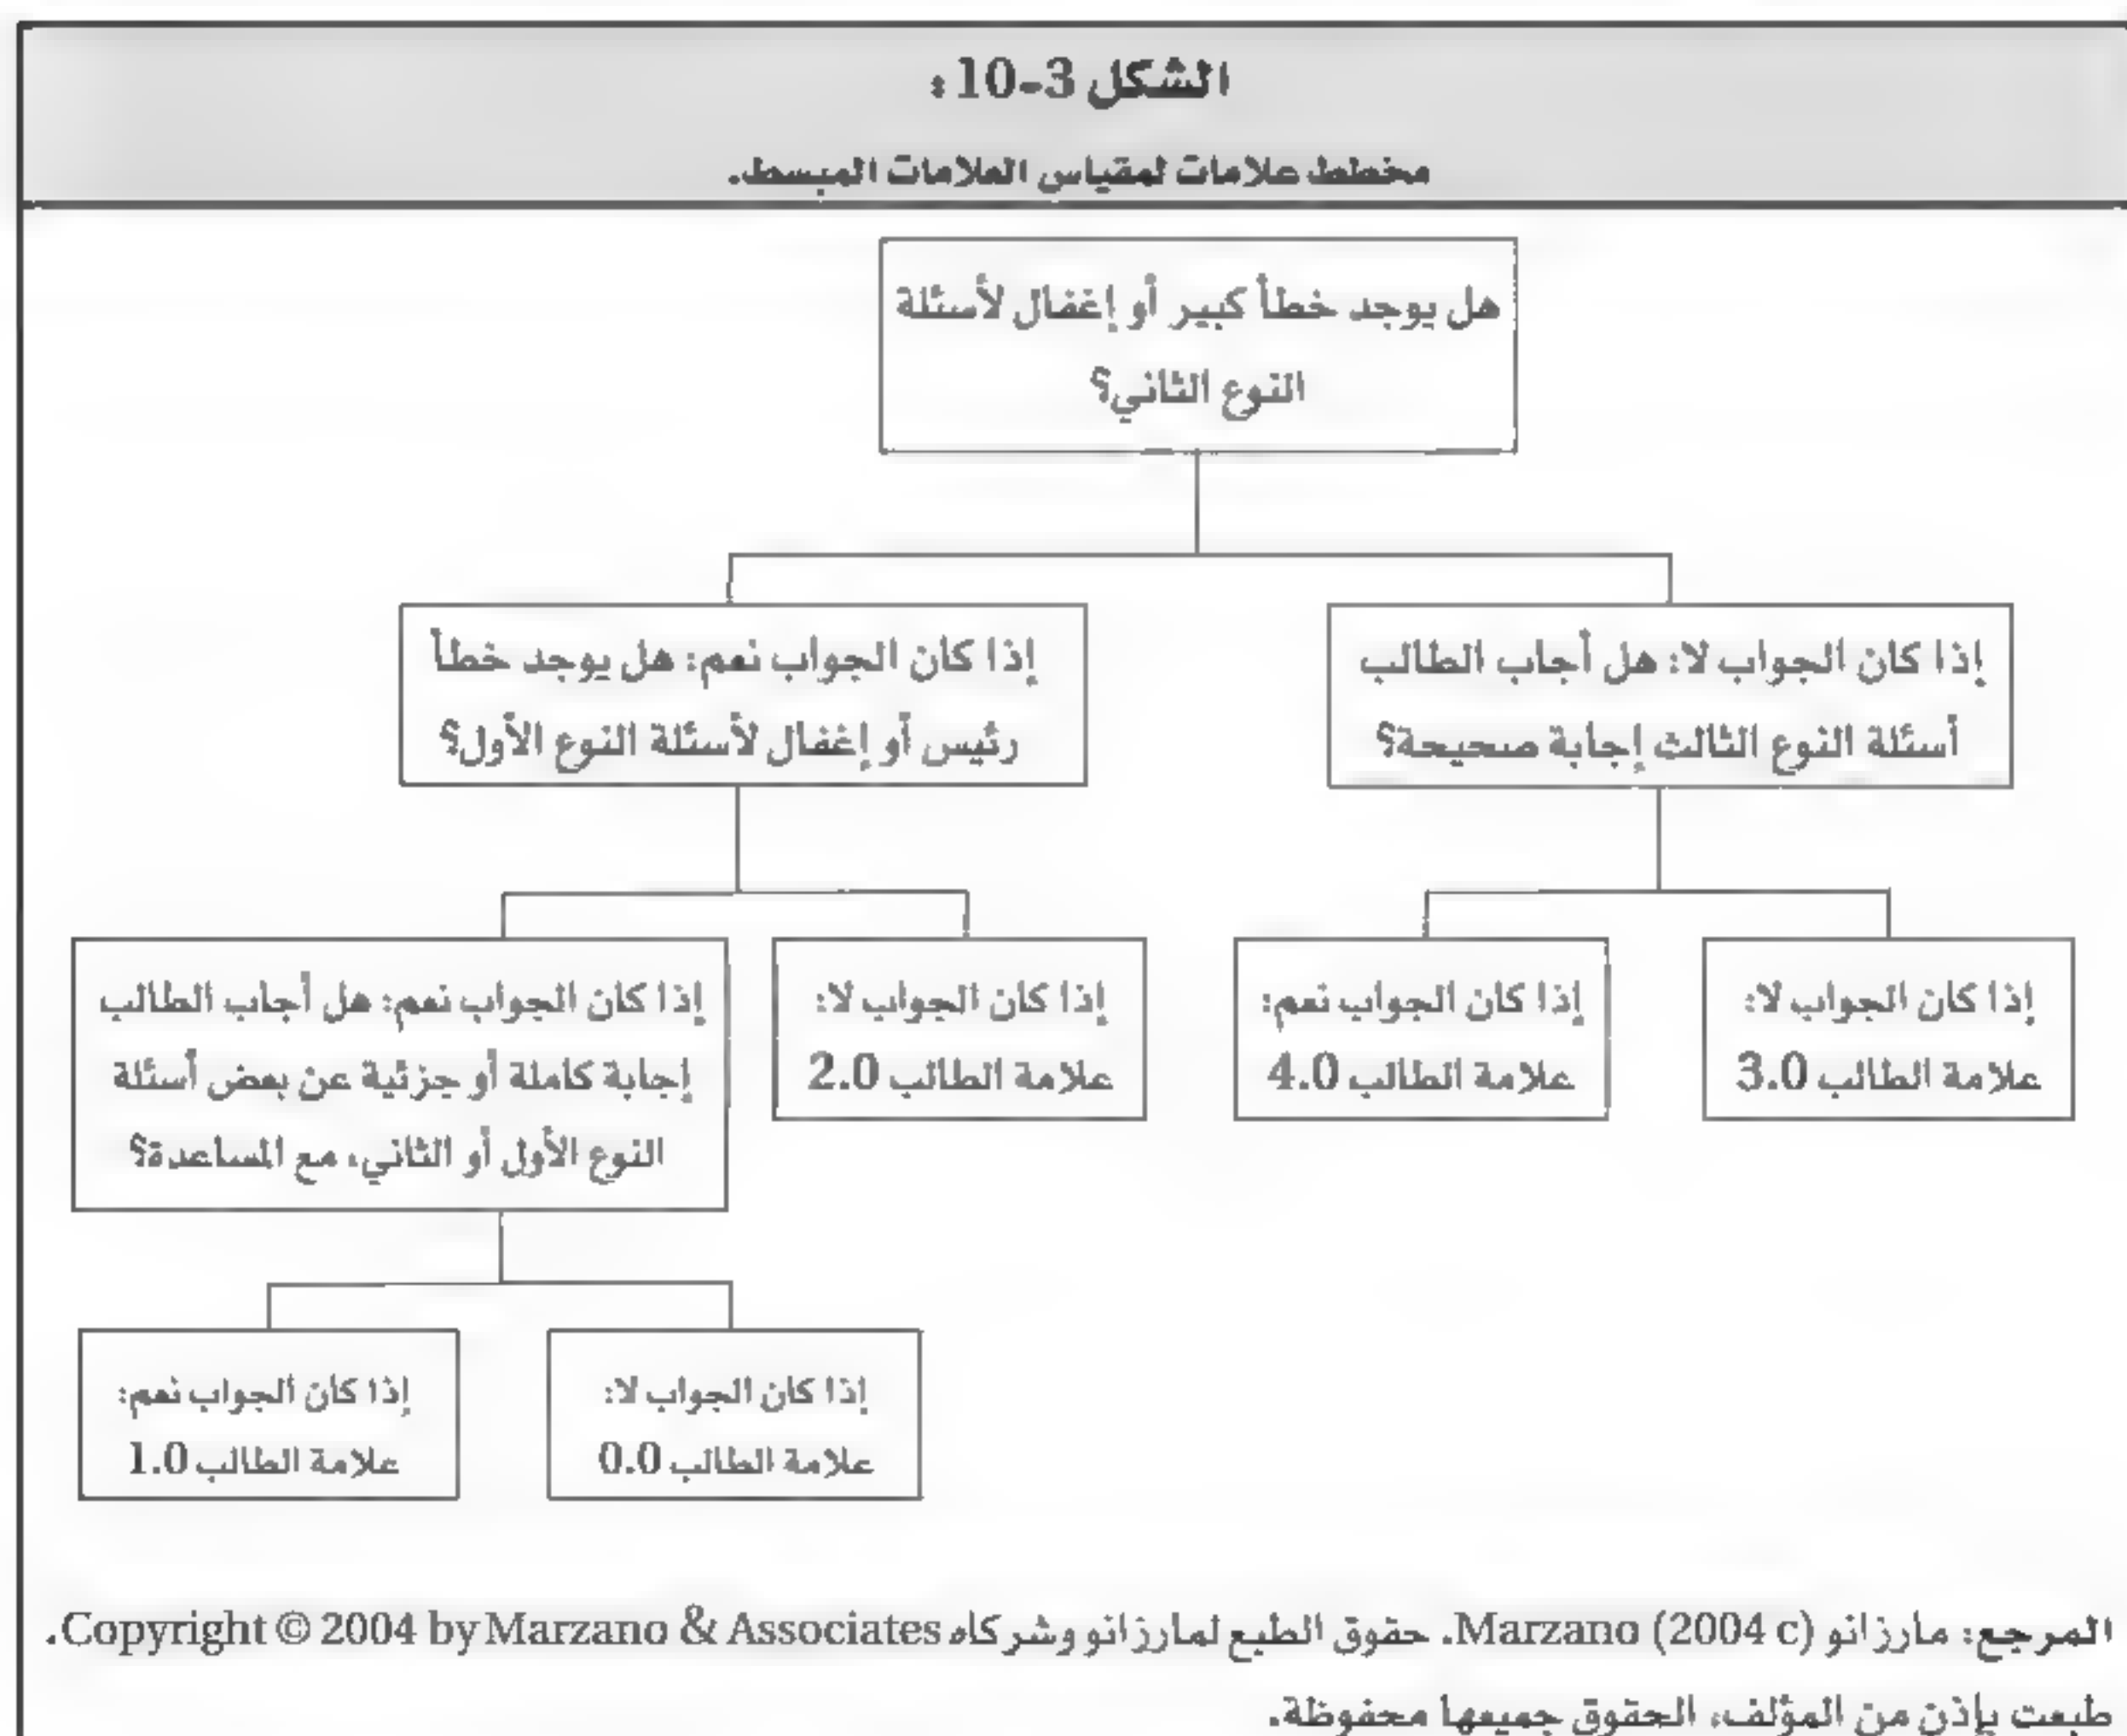 الشكل 3-10:
مخطط علامات لمقياس العلامات المبسط.
هل يوجد خطأ كبير أو إغفال لأسئلة
النوع الثاني؟
إذا كان الجواب لا: هل أجاب الطالب
أسئلة النوع الثالث إجابة صحيحة؟
إذا كان الجواب نعم: هل يوجد خطأ
رئيس أو إغفال لأسئلة النوع الأول؟
إذا كان الجواب لا:
علامة الطالب 3.0
إذا كان الجواب نعم:
علامة الطالب 4.0
إذا كان الجواب لا:
علامة الطالب 2.0
إذا كان الجواب نعم: هل أجاب الطالب
إجابة كاملة أو جزئية عن بعض أسئلة
النوع الأول أو الثاني، مع المساعدة؟
إذا كان الجواب لا:
علامة الطالب 0.0
إذا كان الجواب نعم:
علامة الطالب 1.0
المرجع: مارزانو Marzano (2004 c). حقوق الطبع لمارزانو وشركاه Copyright © 2004 by Marzano & Associates.
طبعت بإذن من المؤلف، الحقوق جميعها محفوظة.